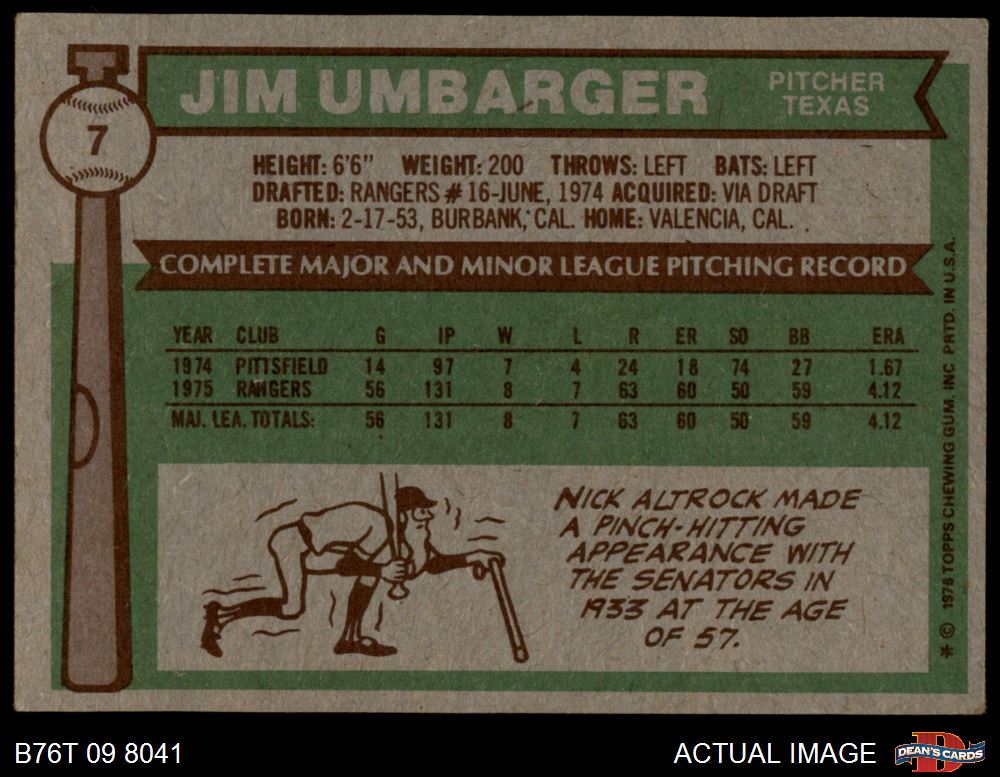 7
JIM UMBARGER
PITCHER
TEXAS
HEIGHT: 6'6" WEIGHT: 200 THROWS: LEFT BATS: LEFT
DRAFTED: RANGERS # 16-JUNE, 1974 ACQUIRED: VIA DRAFT
BORN: 2-17-53, BURBANK, CAL. HOME: VALENCIA, CAL.
COMPLETE MAJOR AND MINOR LEAGUE PITCHING RECORD
YEAR CLUB G IP W L R ER SO BB ERA
1974 PITTSFIELD 14 97 7 4 24 18 74 27 1.67
1975 RANGERS 56 131 8 7 63 60 50 59 4.12
MAJ. LEA. TOTALS: 56 131 8 7 63 60 50 59 4.12
NICK ALTROCK MADE
A PINCH-HITTING
APPEARANCE WITH
THE SENATORS IN
1933 AT THE AGE
OF 57.
* © 1976 TOPPS CHEWING GUM, INC PRTD. IN U.S.A.
B76T 09 8041
ACTUAL IMAGE
D
DEAN'S CARDS